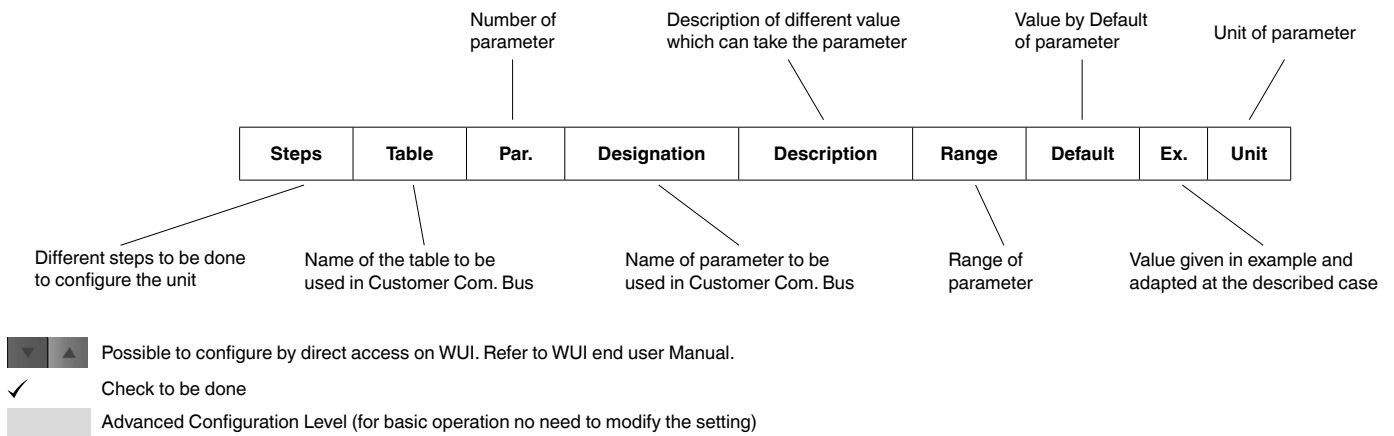 Number of
parameter
Description of different value
which can take the parameter
Value by Default
of parameter
Unit of parameter
Steps Table Par. Designation Description Range Default Ex. Unit
Different steps to be done
to configure the unit
Name of the table to be
used in Customer Com. Bus
Name of parameter to be
used in Customer Com. Bus
Range of
parameter
Value given in example and
adapted at the described case
Possible to configure by direct access on WUI. Refer to WUI end user Manual.
Check to be done
Advanced Configuration Level (for basic operation no need to modify the setting)